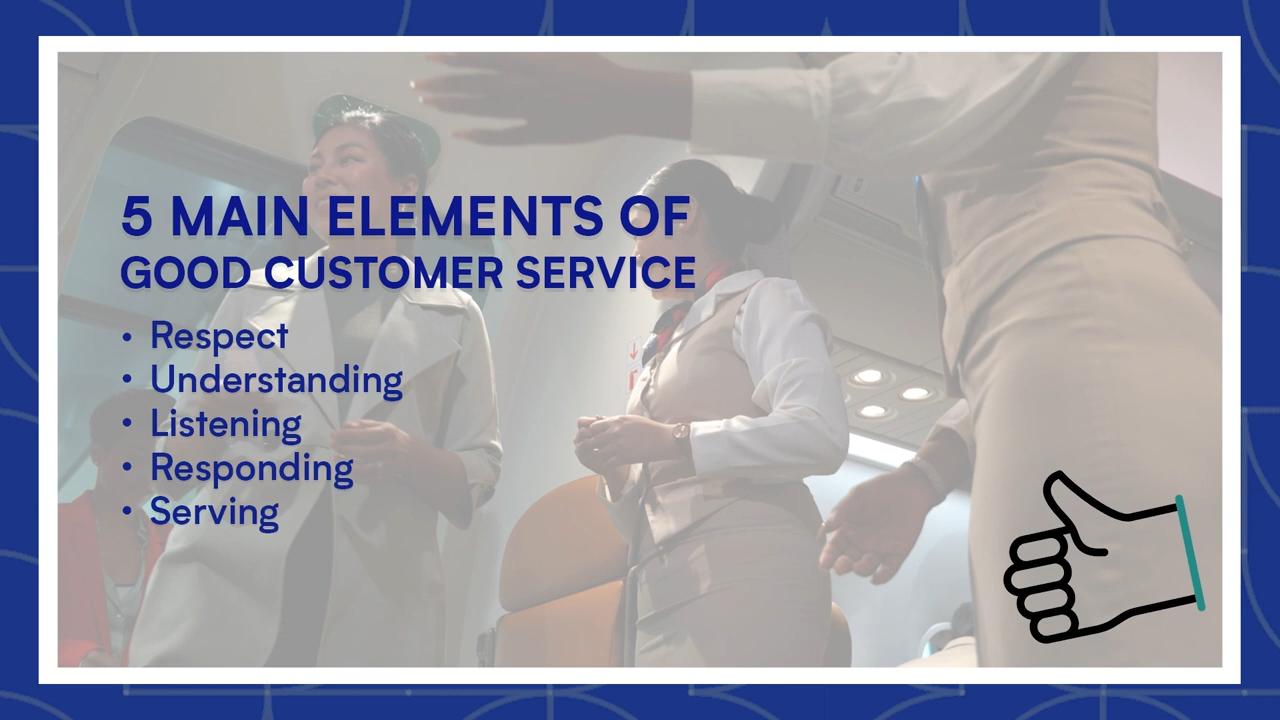 5 MAIN ELEMENTS OF
GOOD CUSTOMER SERVICE
• Respect
• Understanding
• Listening
• Responding
• Serving